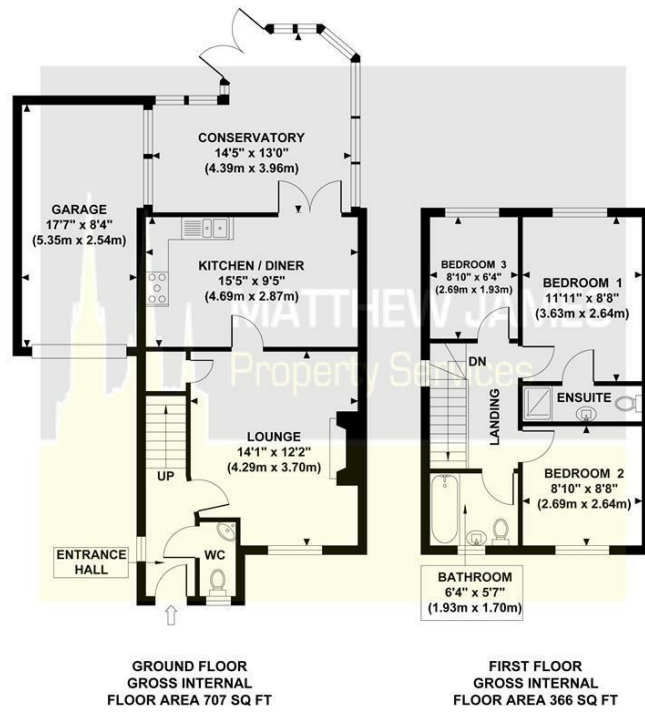 CONSERVATORY
14'5" x 13'0"
(4.39m x 3.96m)
GARAGE
17'7" x 8'4"
(5.35m x 2.54m)
KITCHEN / DINER
15'5" x 9'5"
(4.69m x 2.87m)
LOUNGE
14'1" x 12'2"
(4.29m x 3.70m)
UP
WC
ENTRANCE
HALL
BEDROOM 3
8'10" x 6'4"
(2.69m x 1.93m)
BEDROOM 1
11'11" x 8'8"
(3.63m x 2.64m)
DN
LANDING
ENSUITE
BEDROOM 2
8'10" x 8'8"
(2.69m x 2.64m)
BATHROOM
6'4" x 5'7"
(1.93m x 1.70m)
MATTHEW JAMES
Property Services
GROUND FLOOR
GROSS INTERNAL
FLOOR AREA 707 SQ FT
FIRST FLOOR
GROSS INTERNAL
FLOOR AREA 366 SQ FT